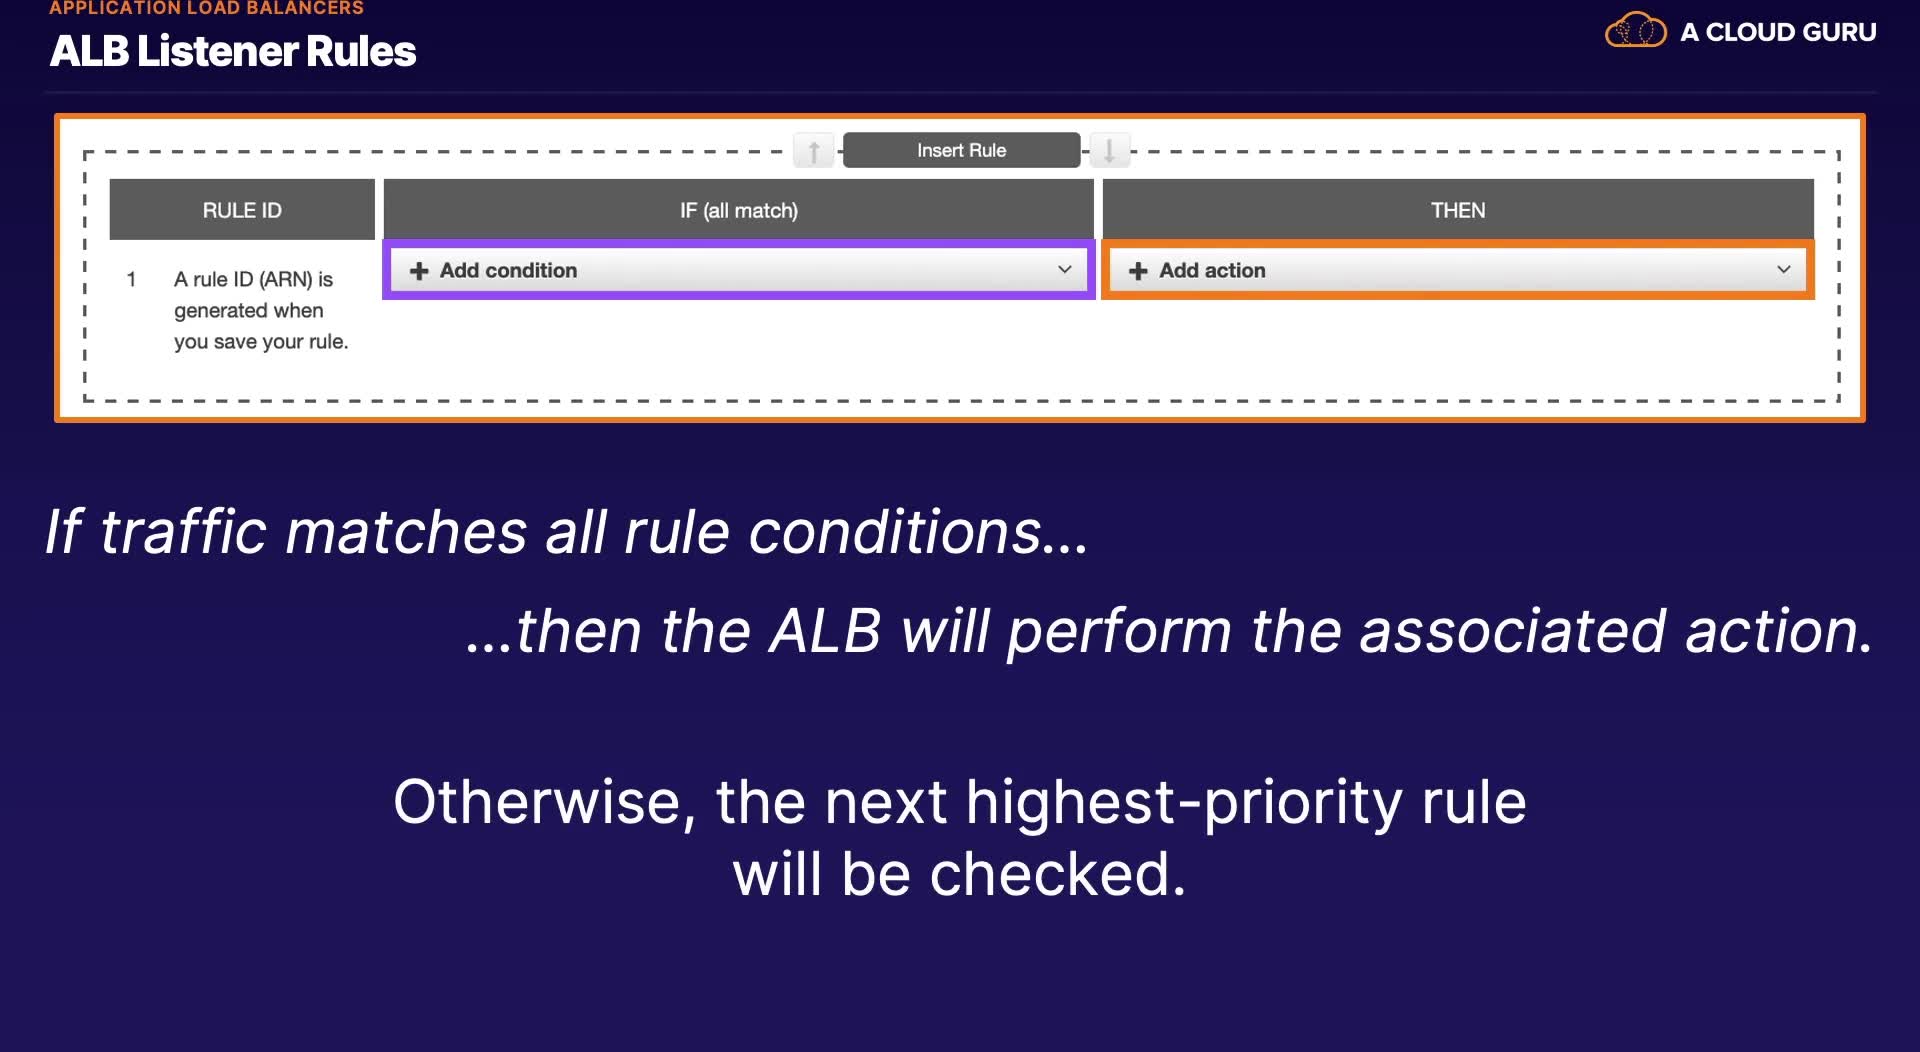 APPLICATION LOAD BALANCERS
ALB Listener Rules
A CLOUD GURU
Insert Rule
RULE ID
IF (all match)
THEN
1
A rule ID (ARN) is
generated when
you save your rule.
Add condition
Add action
If traffic matches all rule conditions...
...then the ALB will perform the associated action.
Otherwise, the next highest-priority rule
will be checked.